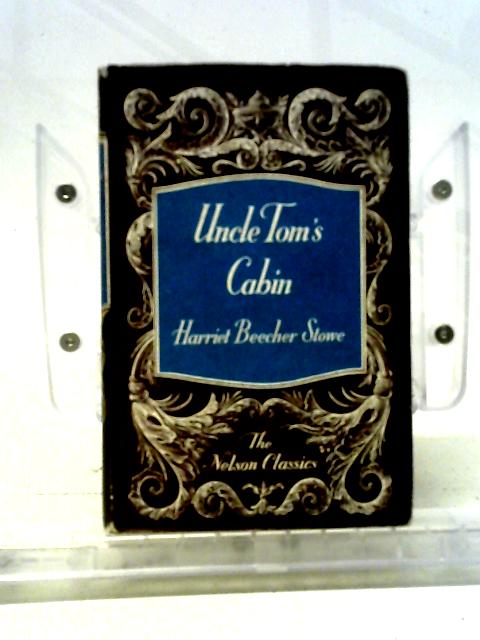 Uncle Tom's
Cabin
Harriet Beecher Stowe
The
Nelson Classics